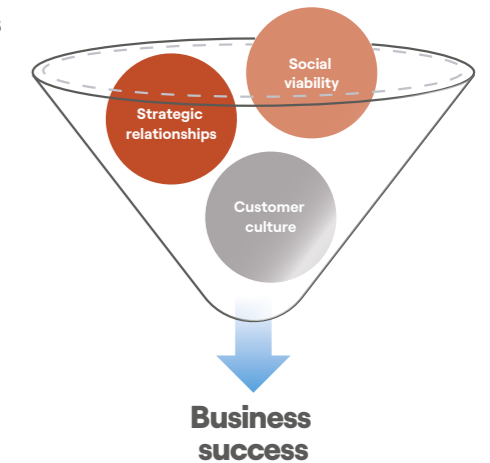 Social
viability
Strategic
relationships
Customer
culture
Business
success